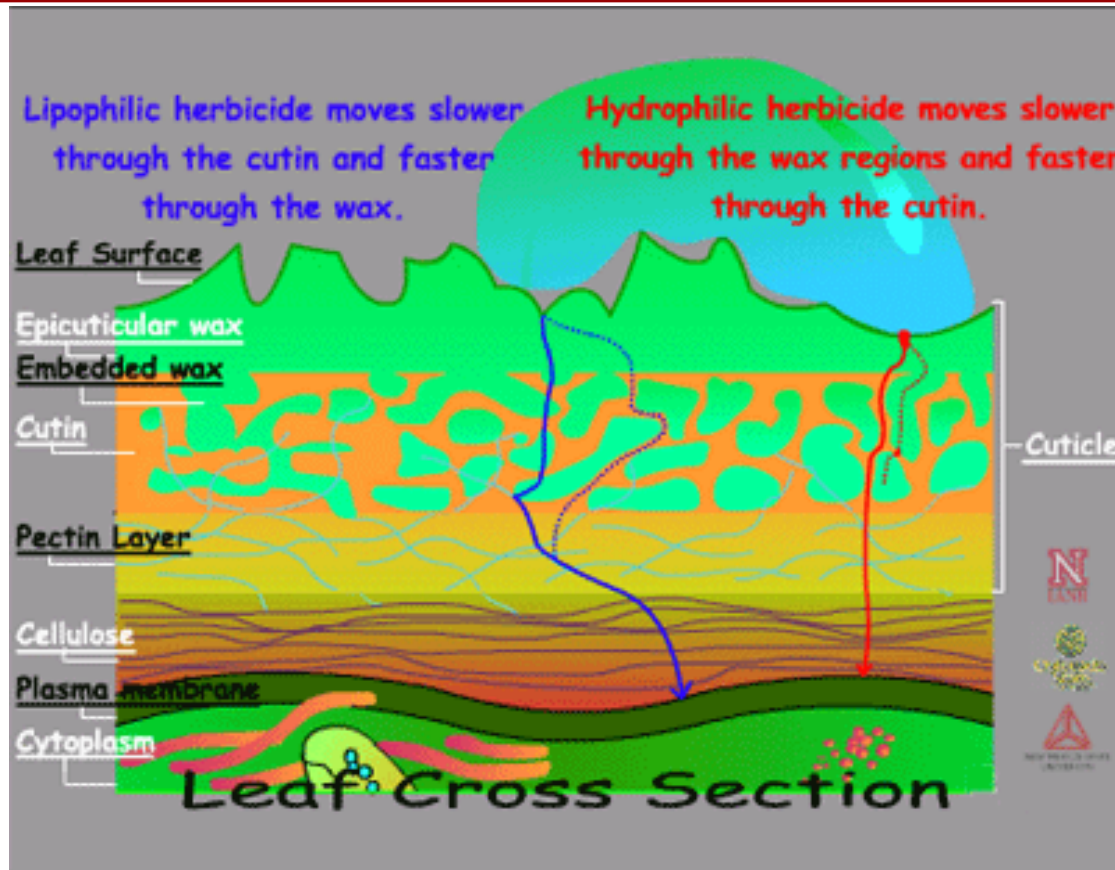 Lipophilic herbicide moves slower
through the cutin and faster
through the wax.
Hydrophilic herbicide moves slower
through the wax regions and faster
through the cutin.
Leaf Surface
Epicuticular wax
Embedded wax
Cutin
Pectin Layer
Cellulose
Plasma membrane
Cytoplasm
Cuticle
N
Leaf Cross Section